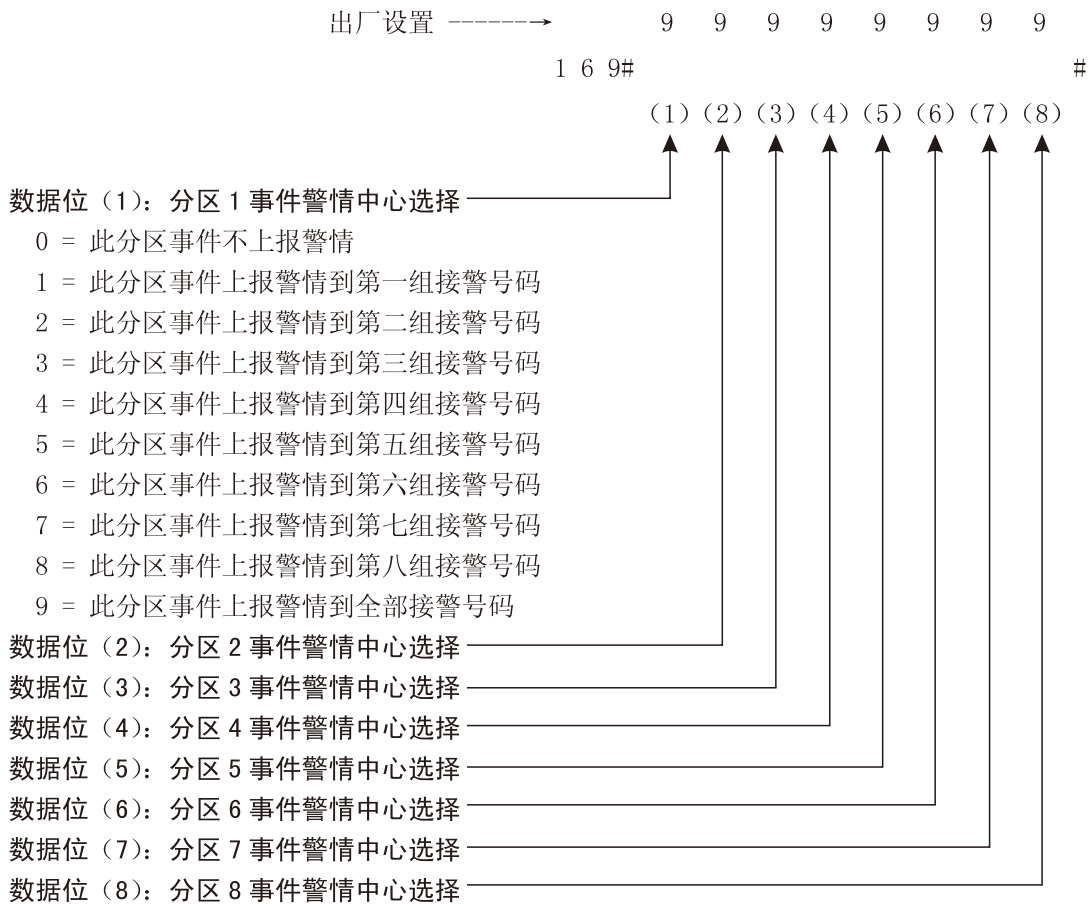 出厂设置 ------→ 9 9 9 9 9 9 9 9
1 6 9# #
（1）（2）（3）（4）（5）（6）（7）（8）
数据位（1）：分区 1 事件警情中心选择
0 = 此分区事件不上报警情
1 = 此分区事件上报警情到第一组接警号码
2 = 此分区事件上报警情到第二组接警号码
3 = 此分区事件上报警情到第三组接警号码
4 = 此分区事件上报警情到第四组接警号码
5 = 此分区事件上报警情到第五组接警号码
6 = 此分区事件上报警情到第六组接警号码
7 = 此分区事件上报警情到第七组接警号码
8 = 此分区事件上报警情到第八组接警号码
9 = 此分区事件上报警情到全部接警号码
数据位（2）：分区 2 事件警情中心选择
数据位（3）：分区 3 事件警情中心选择
数据位（4）：分区 4 事件警情中心选择
数据位（5）：分区 5 事件警情中心选择
数据位（6）：分区 6 事件警情中心选择
数据位（7）：分区 7 事件警情中心选择
数据位（8）：分区 8 事件警情中心选择